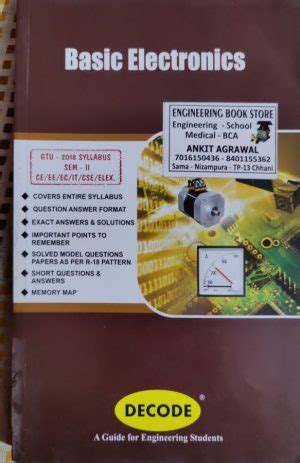 Basic Electronics
ENGINEERING BOOK STORE
Engineering - School
Medical - BCA
ANKIT AGRAWAL
7016150436 - 8401155362
Sama - Nizampura - TP-13 Chhani
GTU - 2018 SYLLABUS
SEM - II
CE/EE/EC/IT/CSE/ELEX.
• COVERS ENTIRE SYLLABUS
• QUESTION ANSWER FORMAT
• EXACT ANSWERS & SOLUTIONS
• IMPORTANT POINTS TO
REMEMBER
• SOLVED MODEL QUESTIONS
PAPERS AS PER R-18 PATTERN
• SHORT QUESTIONS &
ANSWERS
• MEMORY MAP
DECODE®
A Guide for Engineering Students